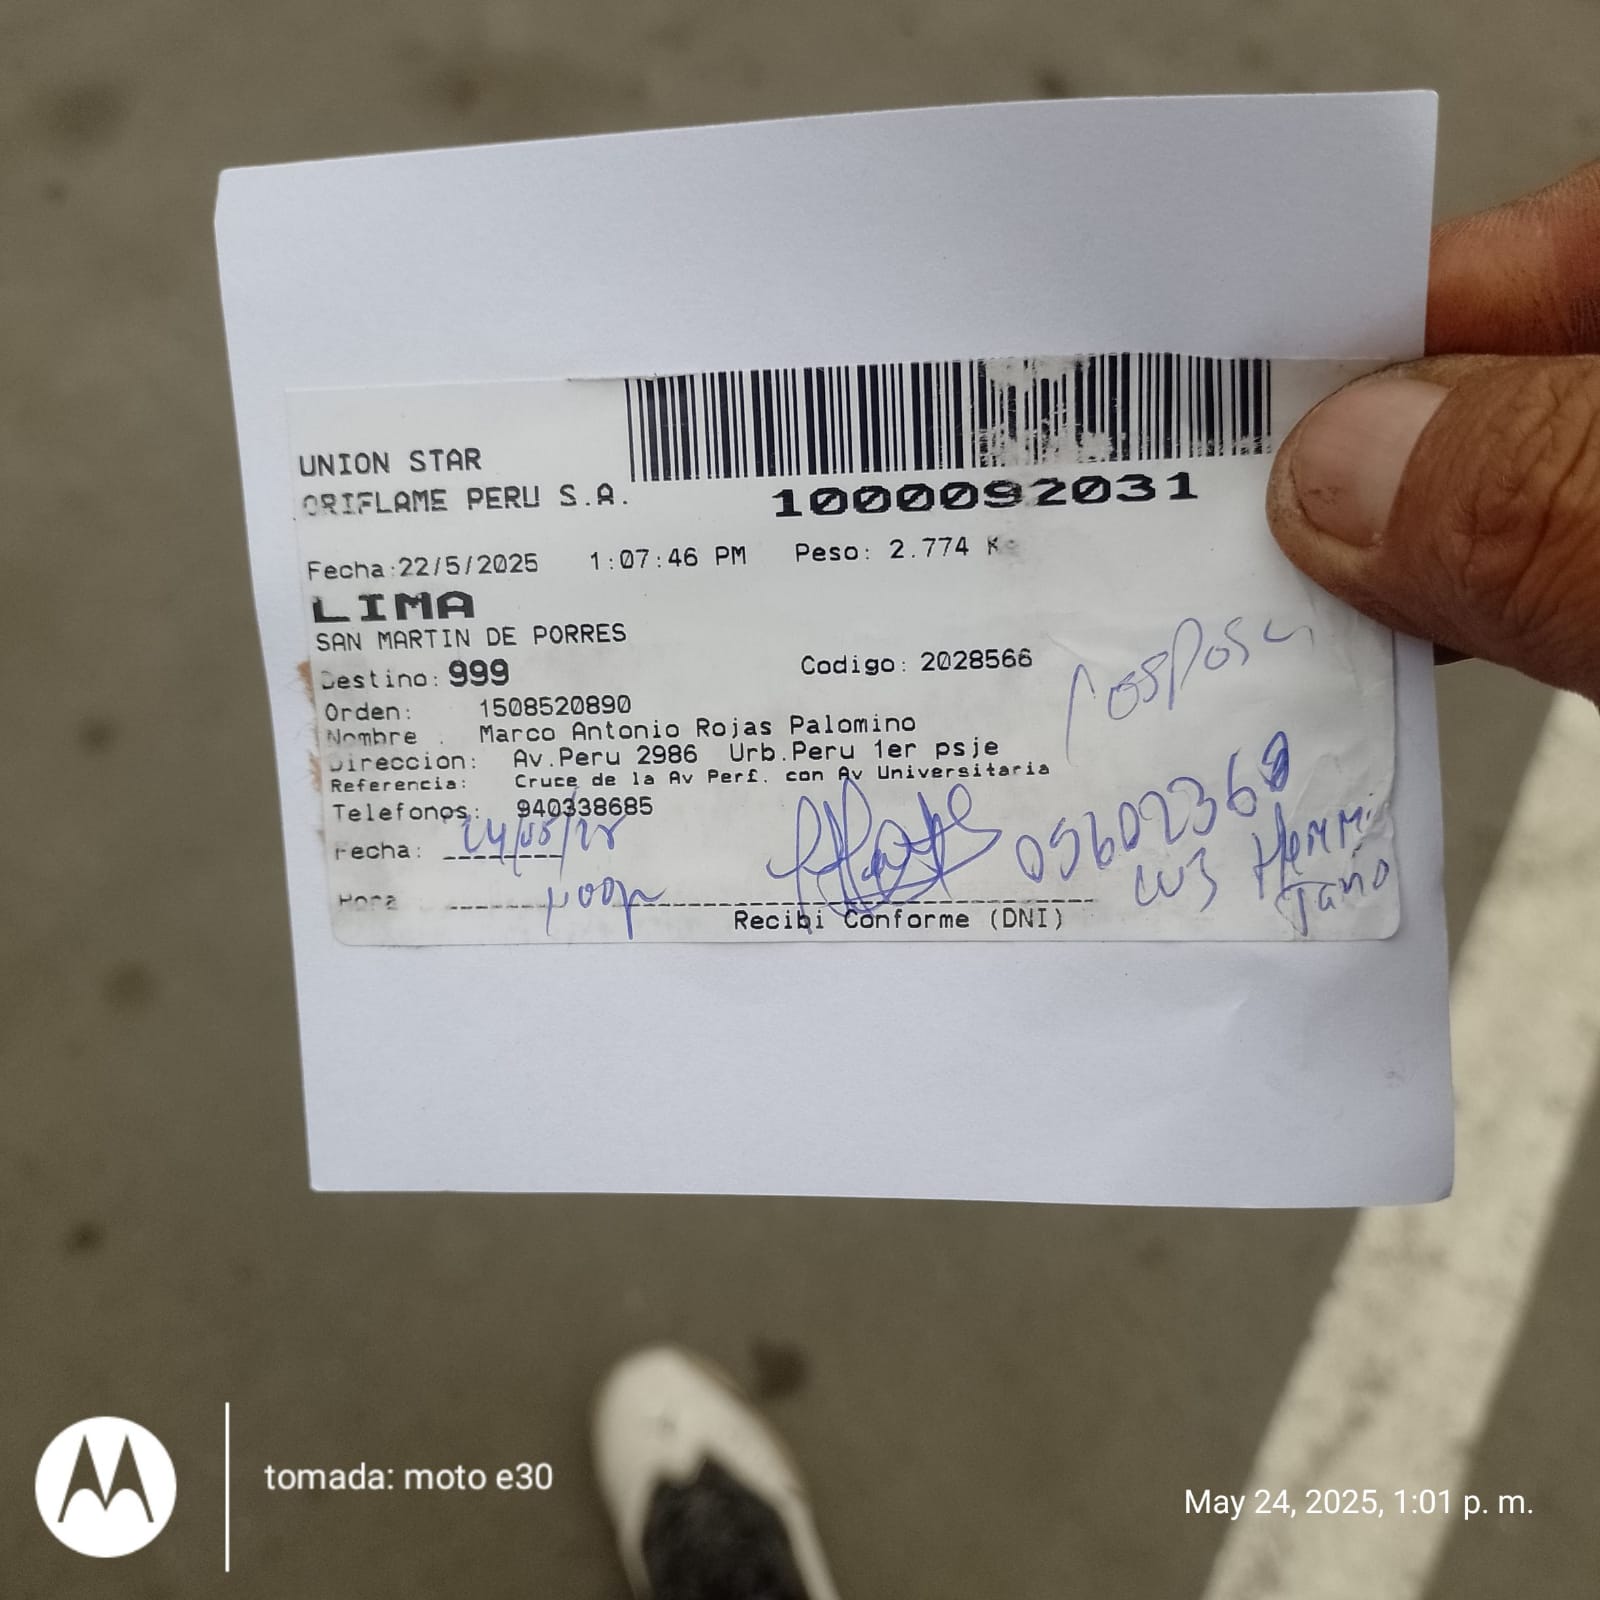 UNION STAR
ORIFLAME PERU S.A.
1000092031
Fecha:22/5/2025 1:07:46 PM Peso: 2.774 Kg
LIMA
SAN MARTIN DE PORRES
Destino: 999 Codigo: 2028566
Orden: 1508520890
Nombre : Marco Antonio Rojas Palomino
Direccion: Av.Peru 2986 Urb.Peru 1er psje
Referencia: Cruce de la Av Perf. con Av Universitaria
Telefonos: 940338685
Fecha: 24/05/25
Hora
Recibi Conforme (DNI)
tomada: moto e30
May 24, 2025, 1:01 p. m.